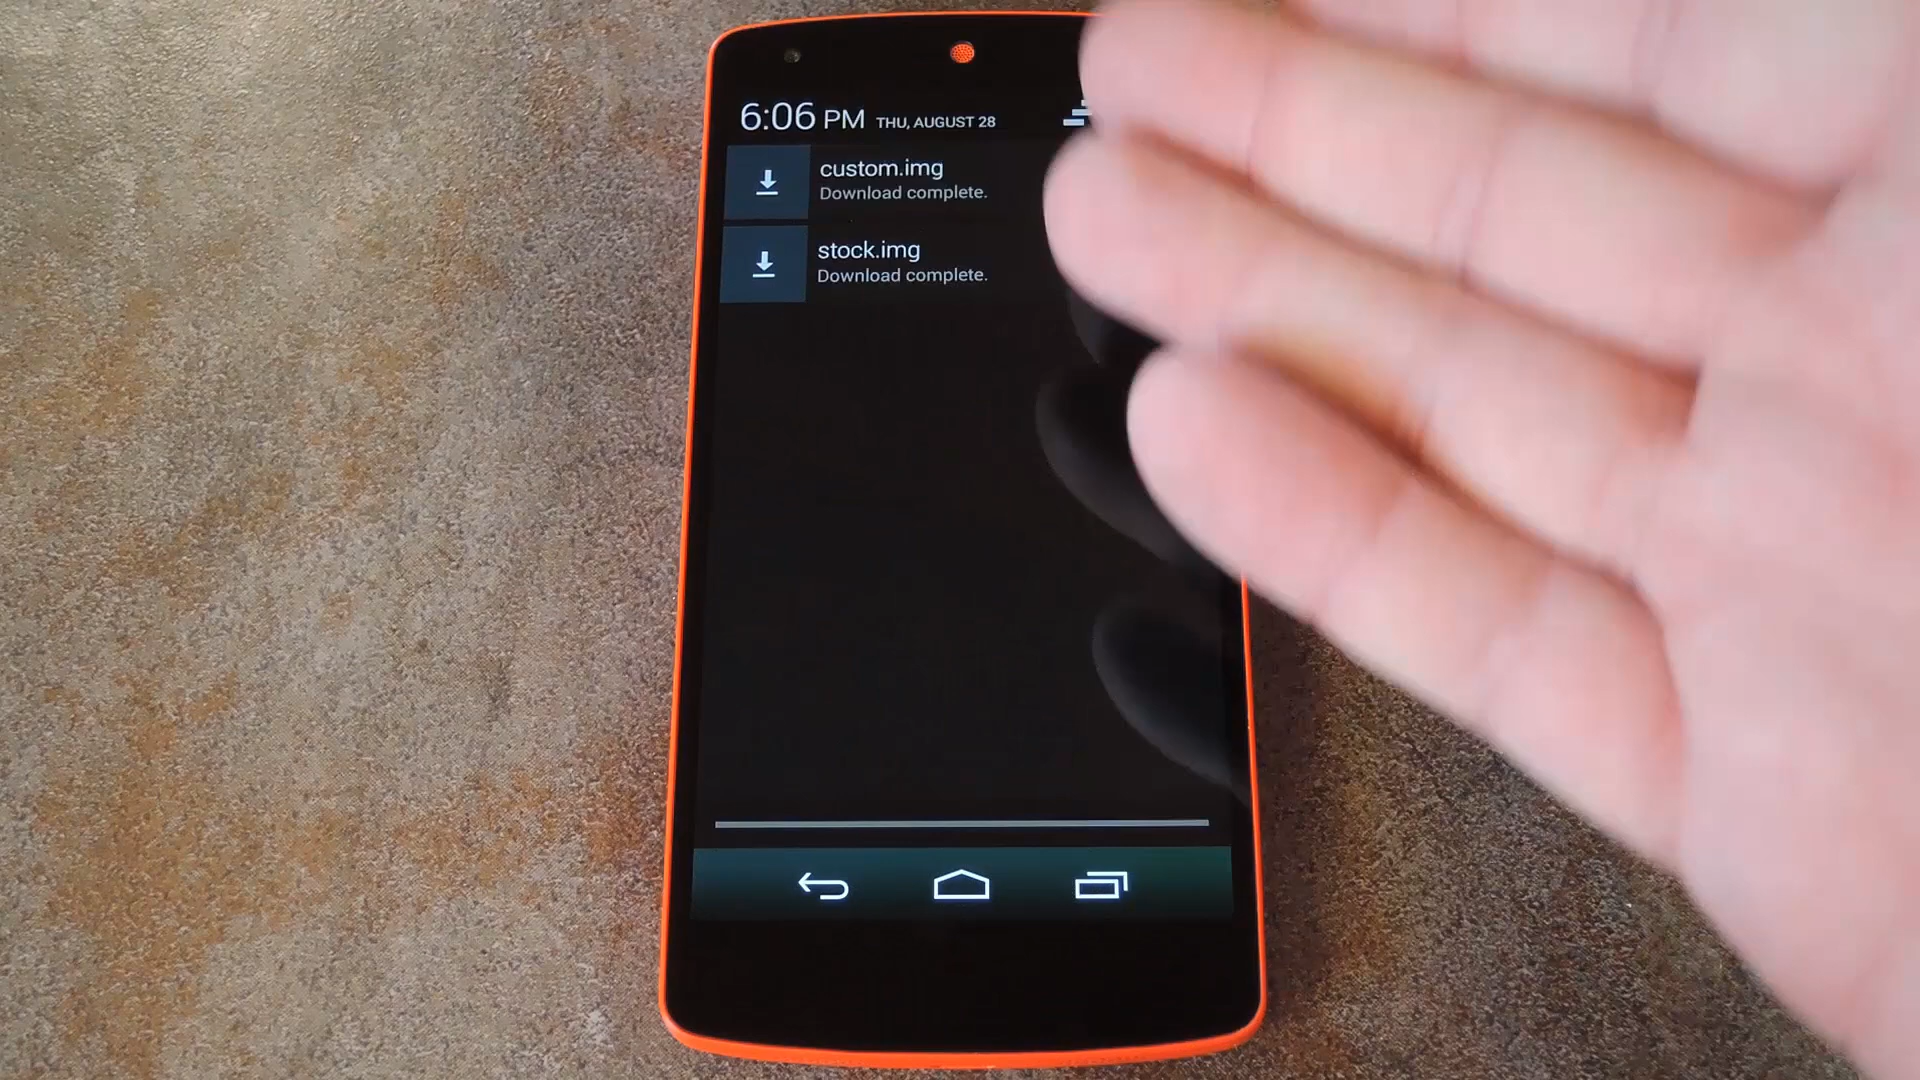 6:06 PM THU, AUGUST 28
custom.img
Download complete.
stock.img
Download complete.